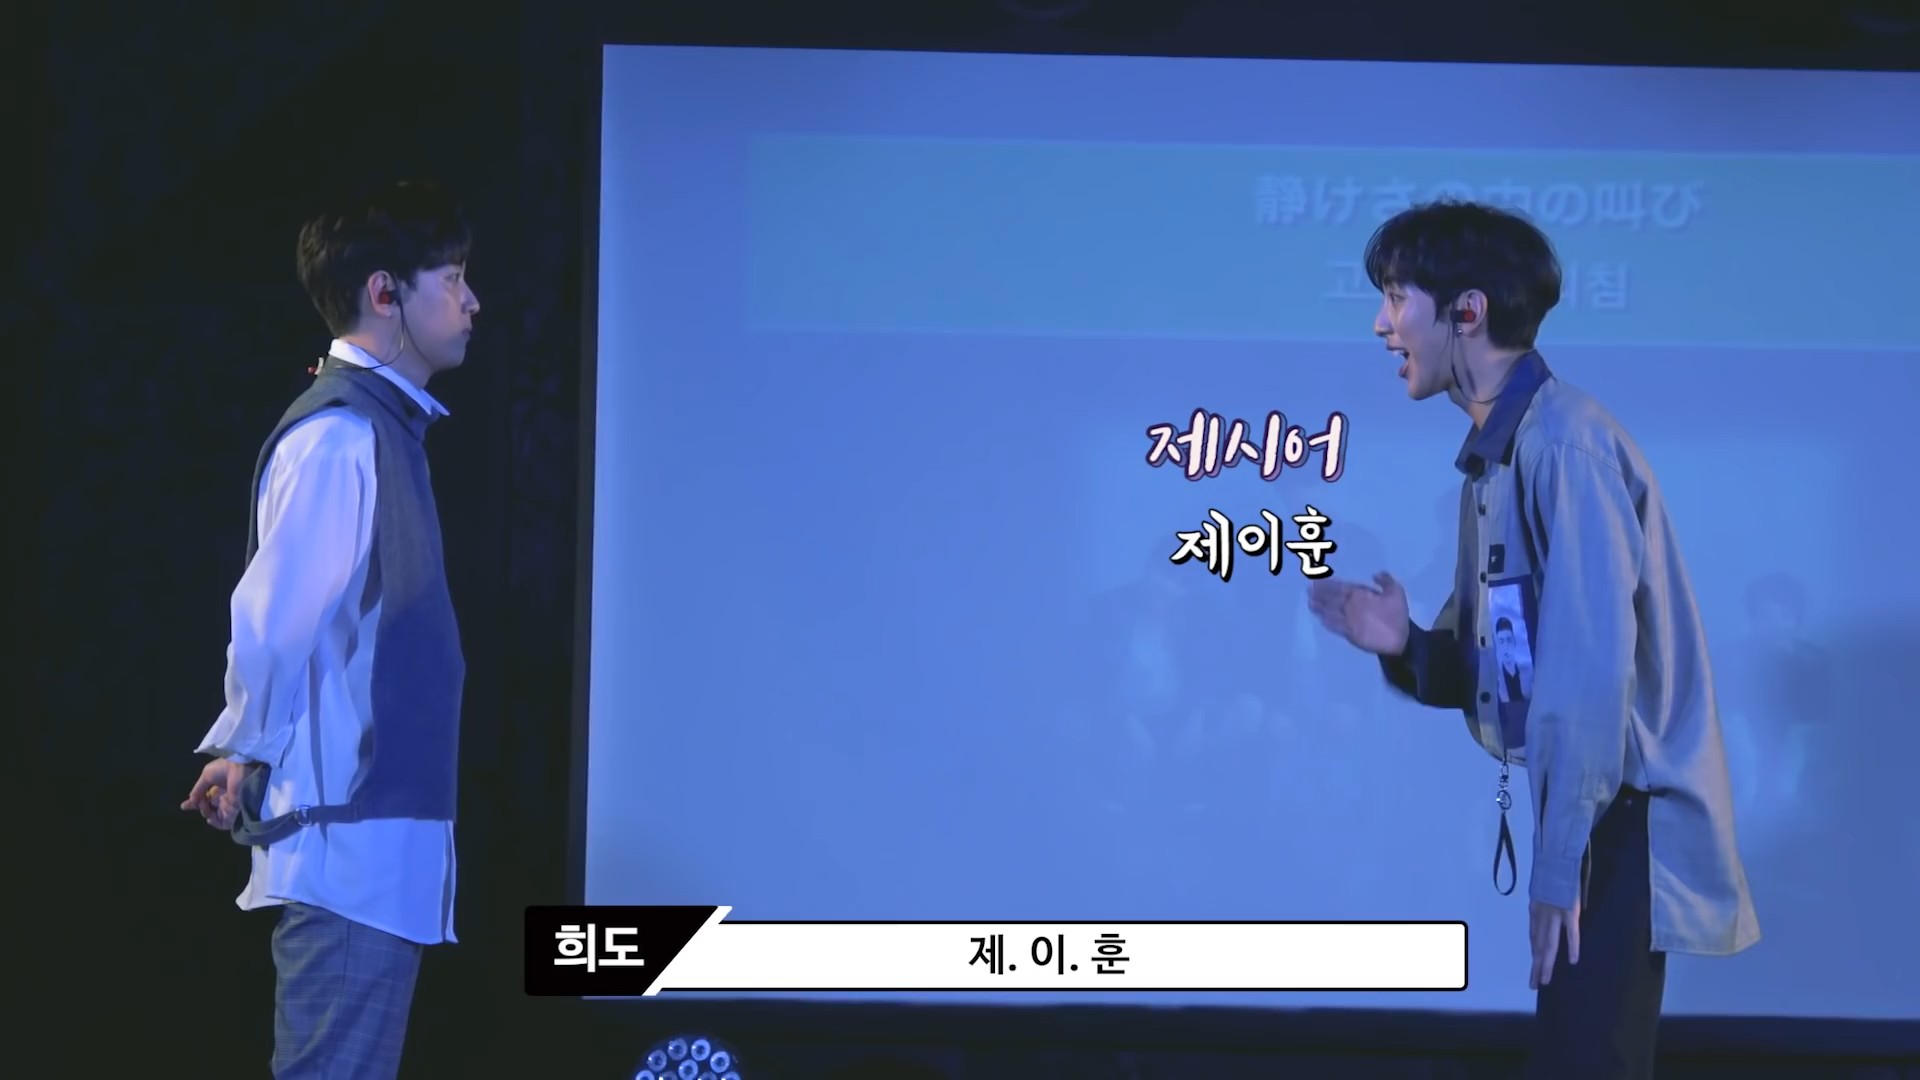 静けさの中の叫び
제시어
제이훈
희도
제. 이. 훈